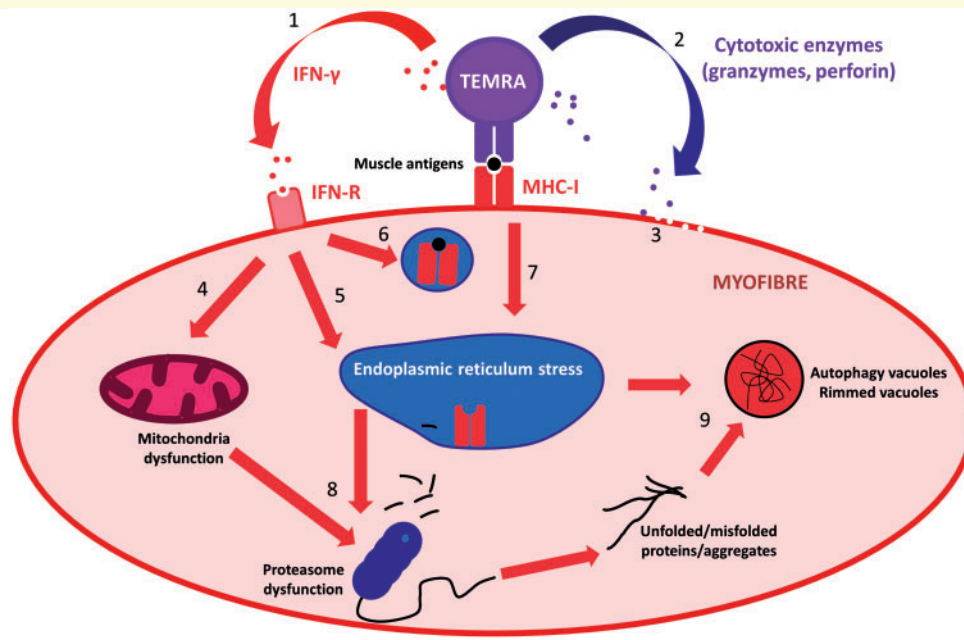 1
2
Cytotoxic enzymes
(granzymes, perforin)
IFN-γ
TEMRA
Muscle antigens
IFN-R
MHC-I
3
6
MYOFIBRE
4
5
7
Endoplasmic reticulum stress
Autophagy vacuoles
Rimmed vacuoles
9
Mitochondria
dysfunction
8
Unfolded/misfolded
proteins/aggregates
Proteasome
dysfunction